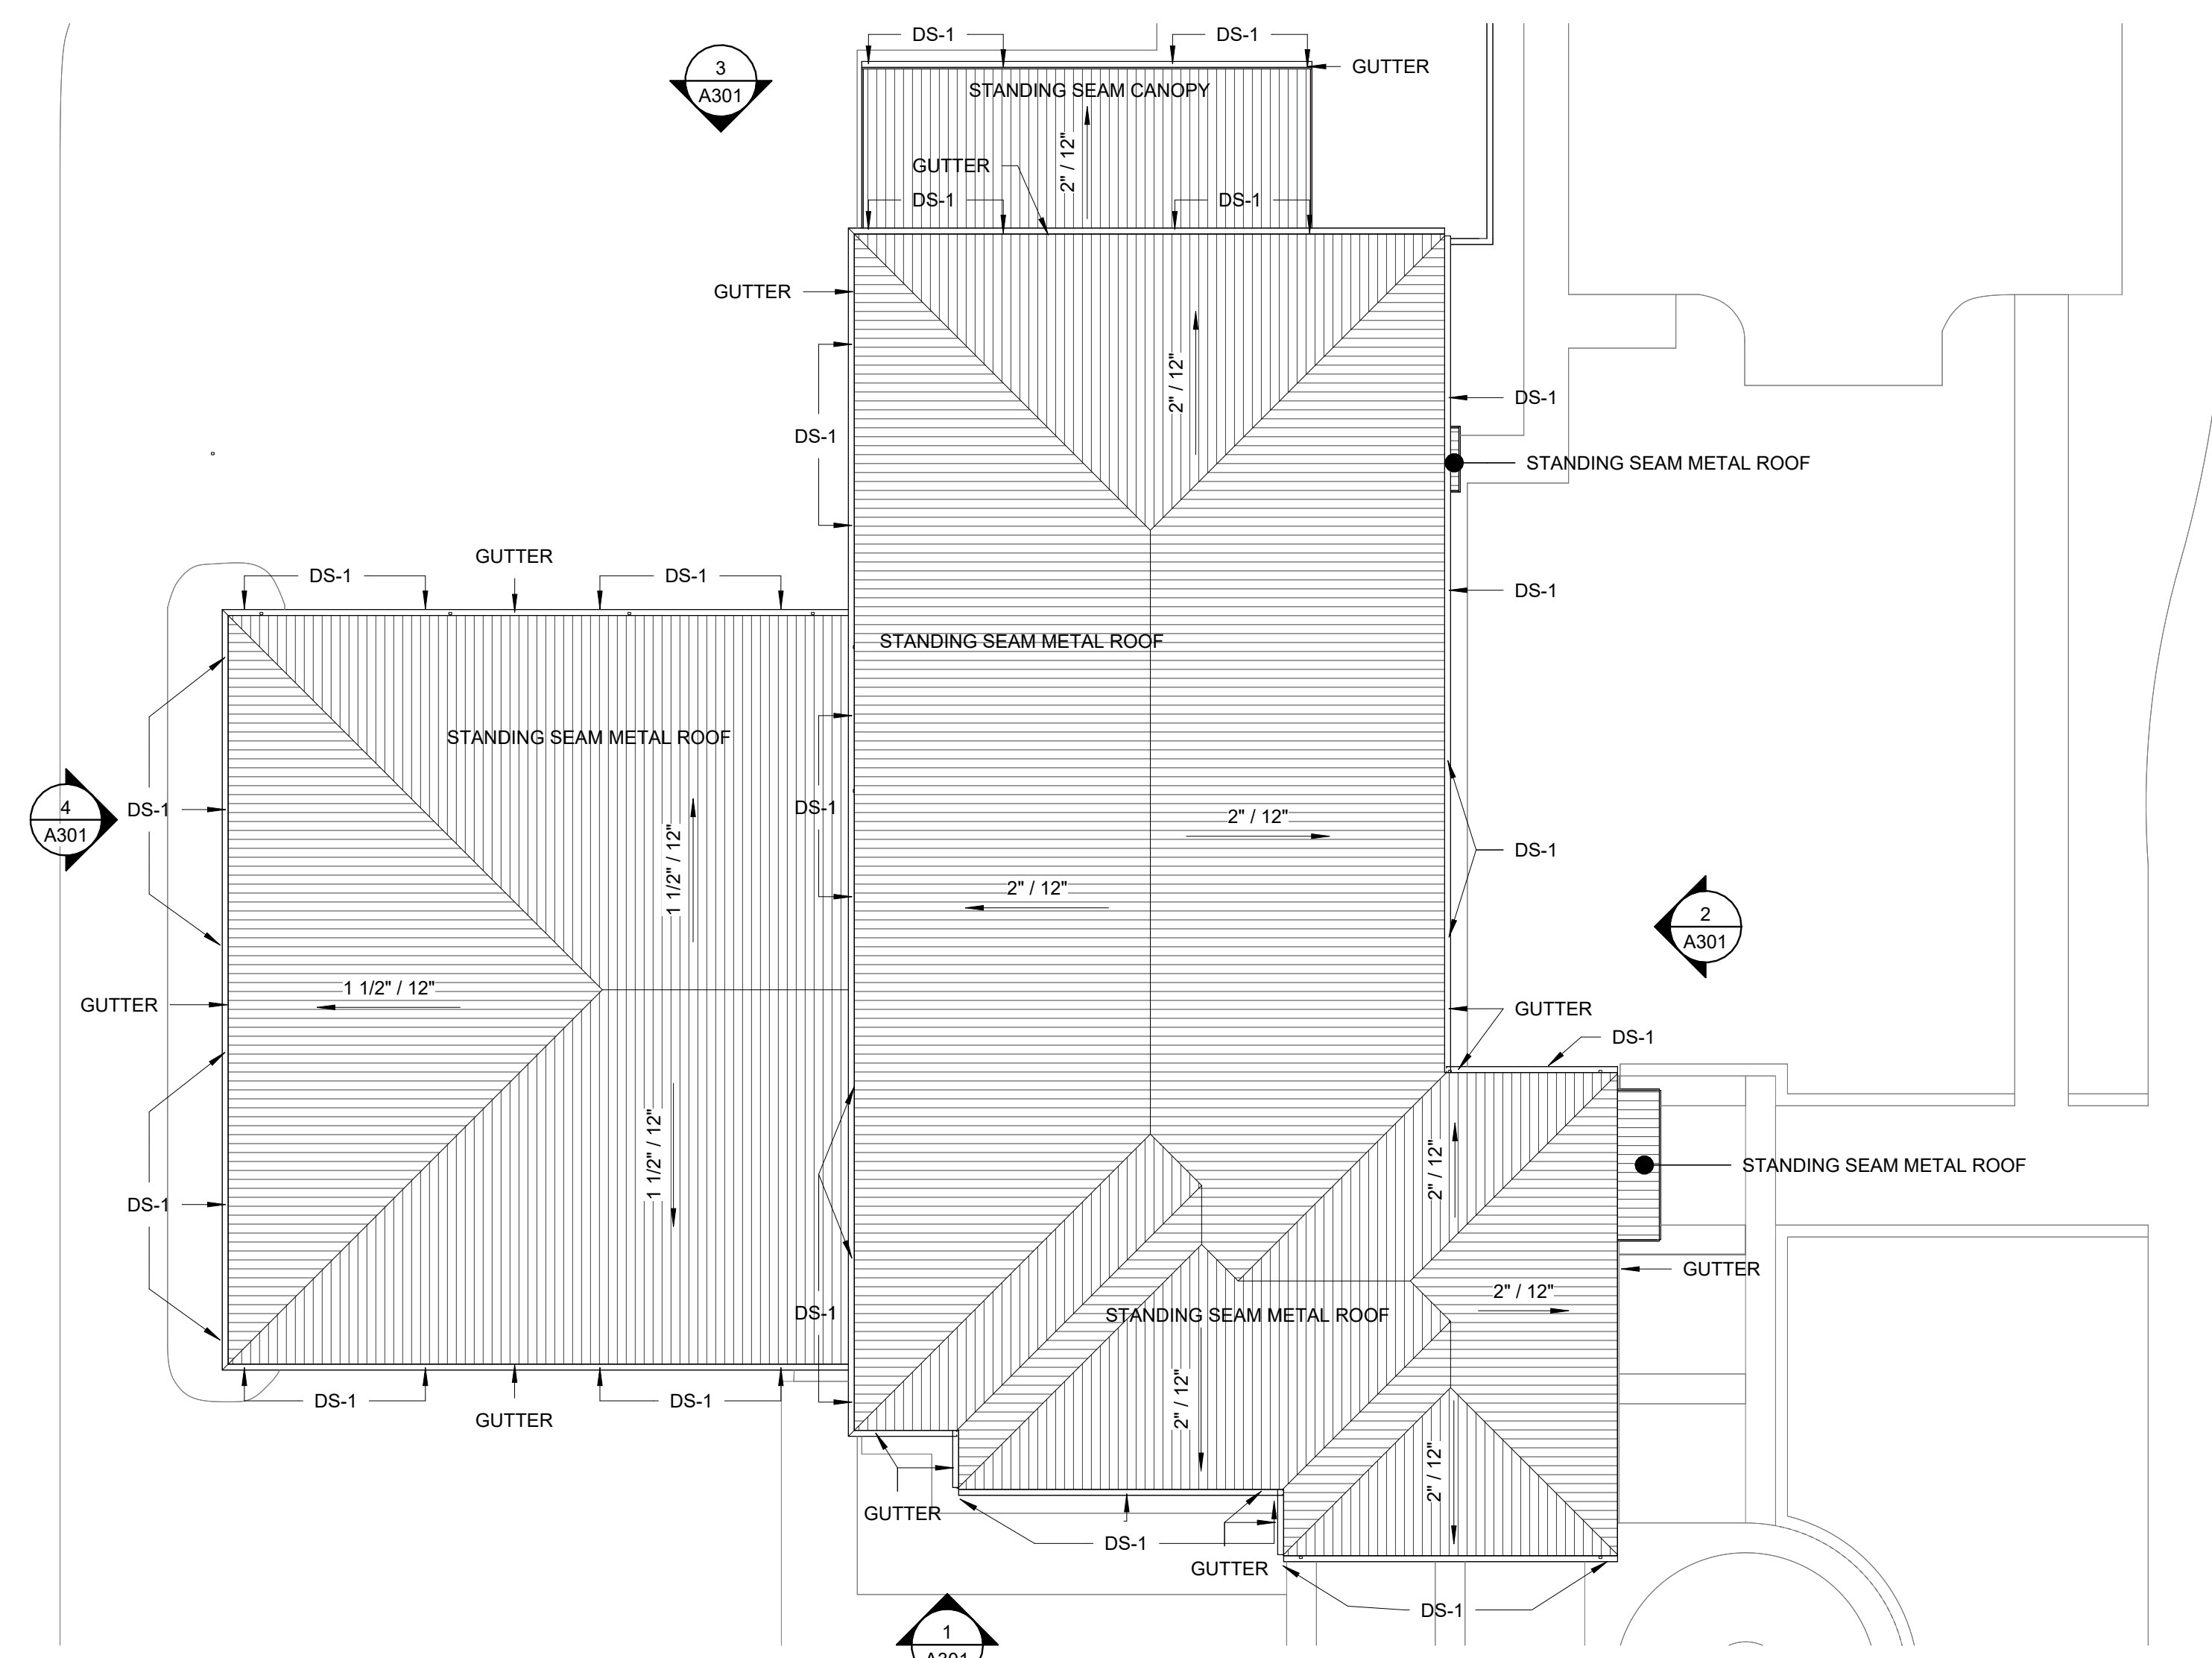 DS-1
DS-1
3
A301
GUTTER
STANDING SEAM CANOPY
2" / 12"
GUTTER
DS-1
DS-1
GUTTER
2" / 12"
DS-1
DS-1
STANDING SEAM METAL ROOF
GUTTER
DS-1
DS-1
DS-1
STANDING SEAM METAL ROOF
STANDING SEAM METAL ROOF
4
A301
DS-1
DS-1
2" / 12"
1 1/2" / 12"
DS-1
2" / 12"
2
A301
1 1/2" / 12"
GUTTER
GUTTER
DS-1
1 1/2" / 12"
2" / 12"
STANDING SEAM METAL ROOF
DS-1
GUTTER
2" / 12"
DS-1
STANDING SEAM METAL ROOF
2" / 12"
DS-1
DS-1
GUTTER
2" / 12"
GUTTER
DS-1
GUTTER
DS-1
1
A301